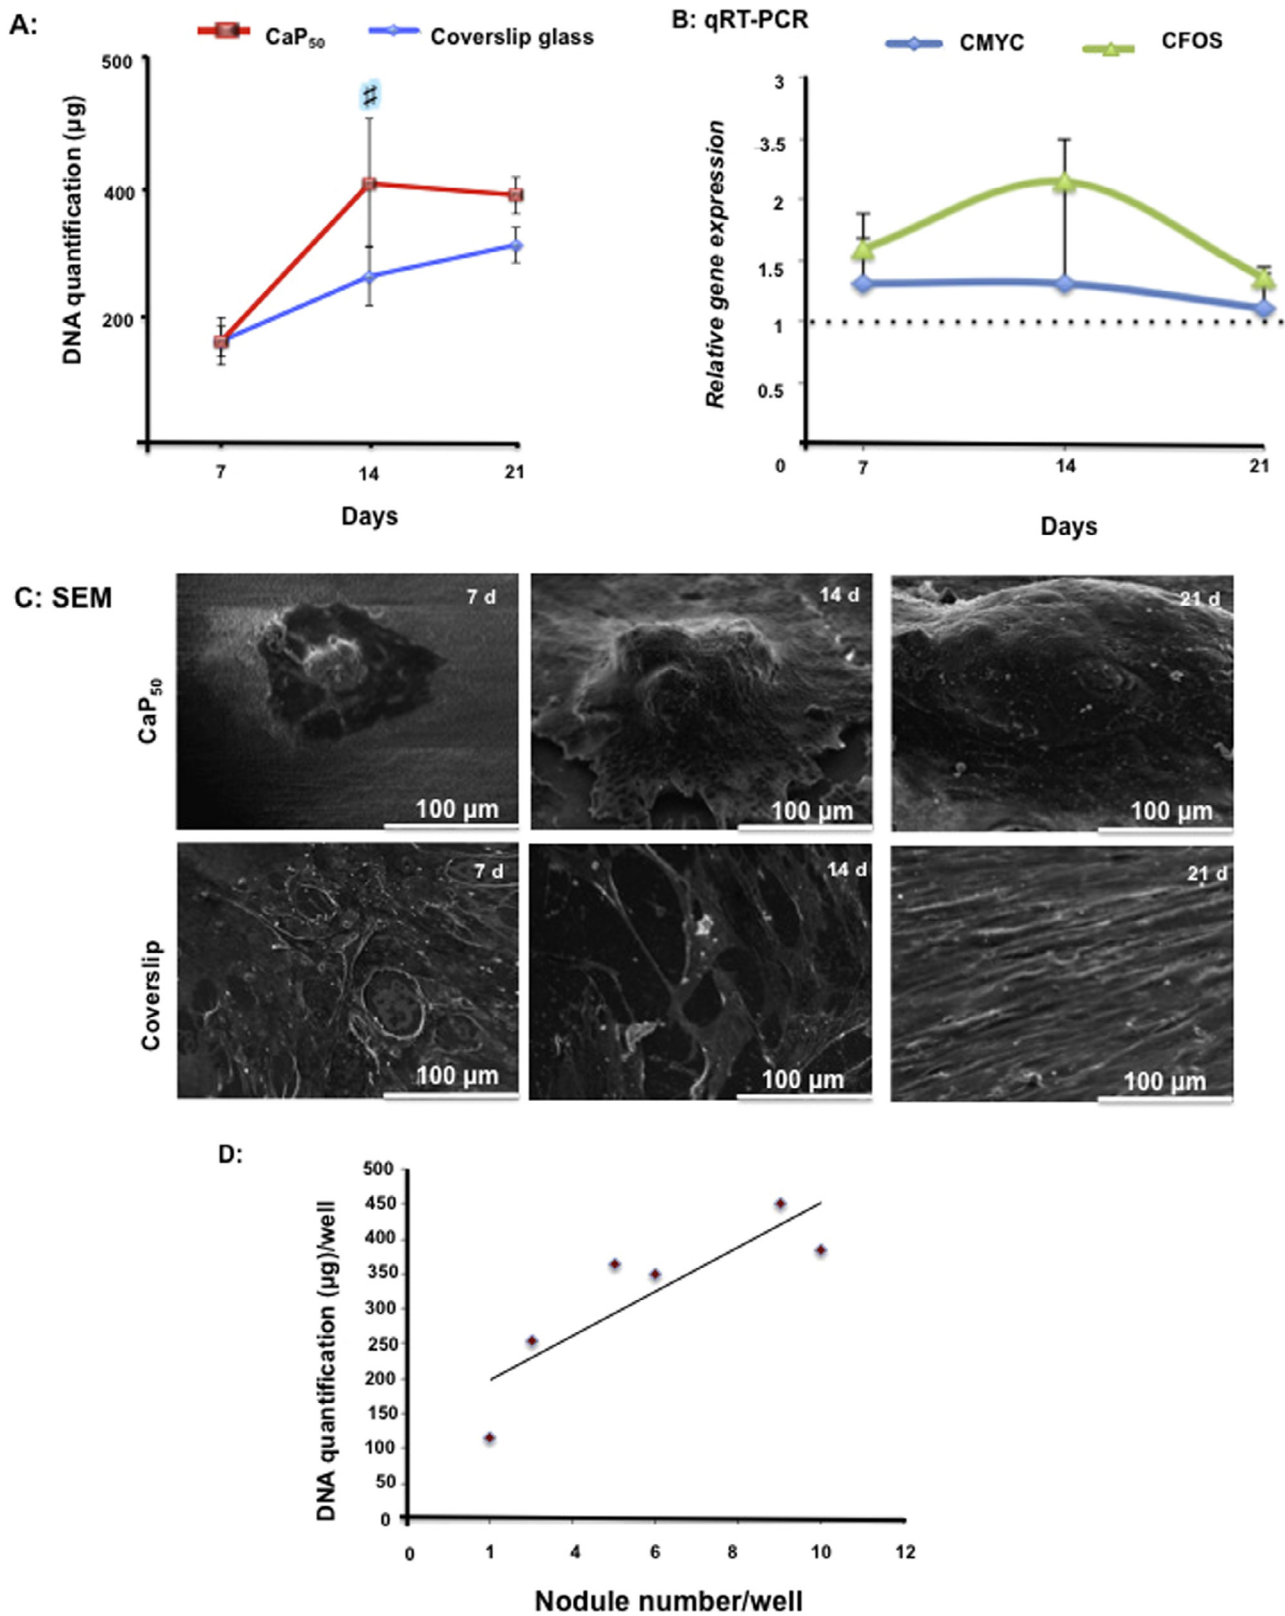 A:
CaP50
Coverslip glass
500
400
200
DNA quantification (µg)
#
7
14
21
Days
B: qRT-PCR
CMYC
CFOS
3
3.5
2
1.5
1
0.5
0
Relative gene expression
7
14
21
Days
C: SEM
CaP50
7 d
100 µm
14 d
100 µm
21 d
100 µm
Coverslip
7 d
100 µm
14 d
100 µm
21 d
100 µm
D:
DNA quantification (µg)/well
500
450
400
350
300
250
200
150
100
50
0
0
1
4
6
8
10
12
Nodule number/well